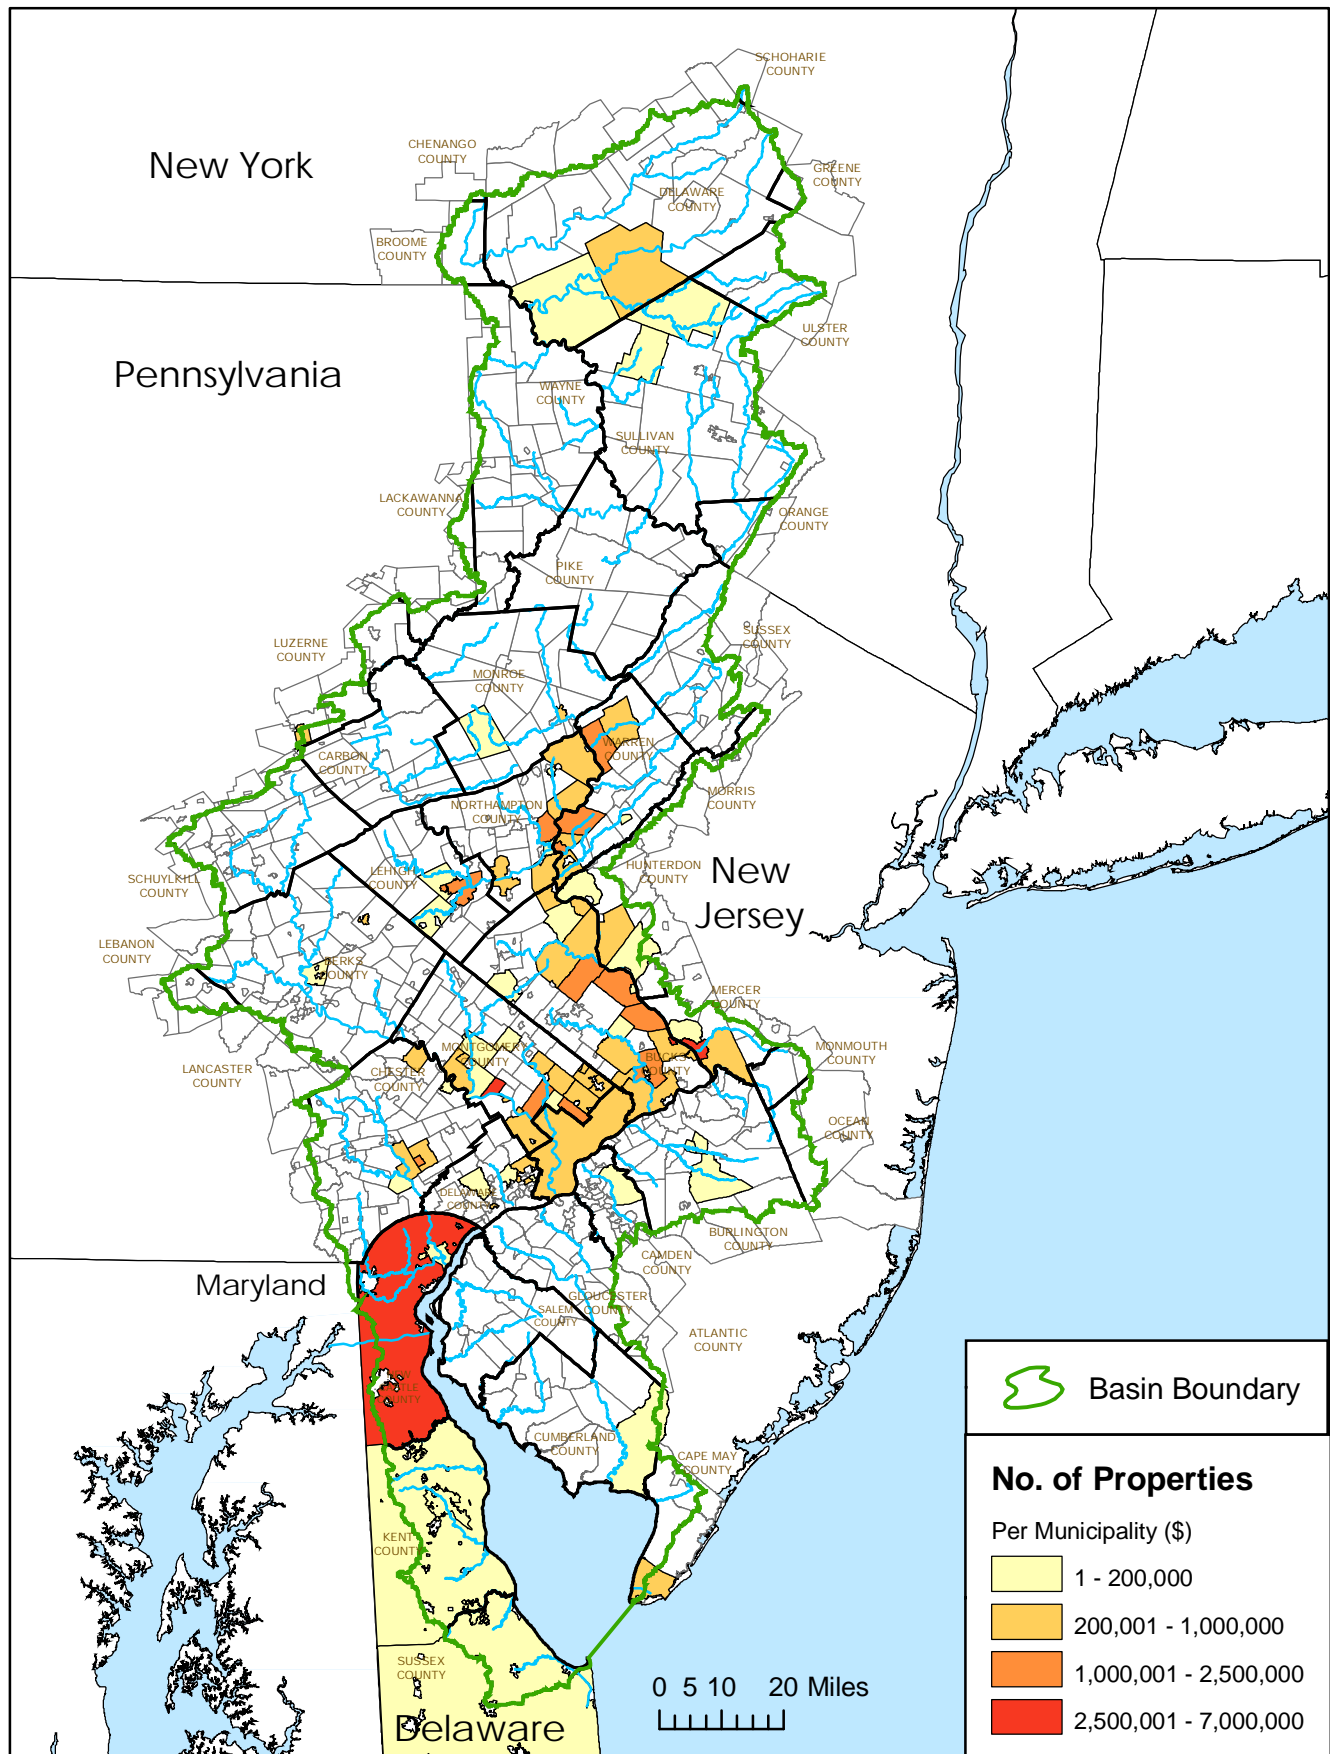 SCHOHARIE
COUNTY
CHENANGO
COUNTY
New York
GREENE
COUNTY
DELAWARE
COUNTY
BROOME
COUNTY
ULSTER
COUNTY
Pennsylvania
WAYNE
COUNTY
SULLIVAN
COUNTY
LACKAWANNA
COUNTY
ORANGE
COUNTY
PIKE
COUNTY
SUSSEX
COUNTY
LUZERNE
COUNTY
MONROE
COUNTY
WARREN
COUNTY
CARBON
COUNTY
MORRIS
COUNTY
NORTHAMPTON
COUNTY
HUNTERDON
COUNTY
New
Jersey
LEHIGH
COUNTY
SCHUYLKILL
COUNTY
LEBANON
COUNTY
BERKS
COUNTY
MERCER
COUNTY
MONTGOMERY
COUNTY
BUCKS
COUNTY
MONMOUTH
COUNTY
LANCASTER
COUNTY
CHESTER
COUNTY
OCEAN
COUNTY
DELAWARE
COUNTY
BURLINGTON
COUNTY
CAMDEN
COUNTY
Maryland
GLOUCESTER
COUNTY
SALEM
COUNTY
ATLANTIC
COUNTY
NEW
CASTLE
COUNTY
CUMBERLAND
COUNTY
CAPE MAY
COUNTY
KENT
COUNTY
SUSSEX
COUNTY
Delaware
0 5 10 20 Miles
Basin Boundary
No. of Properties
Per Municipality ($)
1 - 200,000
200,001 - 1,000,000
1,000,001 - 2,500,000
2,500,001 - 7,000,000